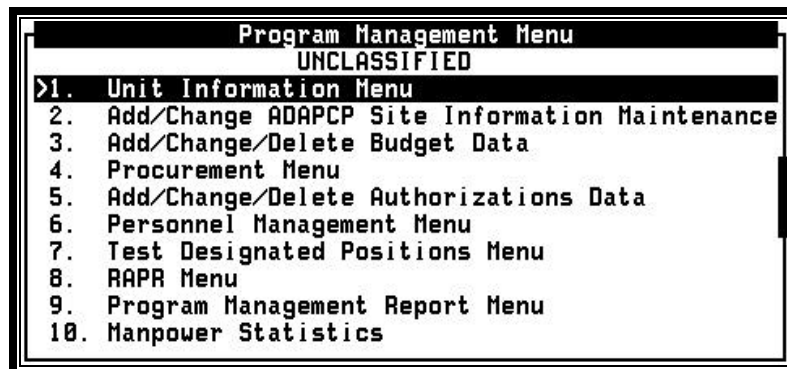 Program Management Menu
UNCLASSIFIED
>1. Unit Information Menu
2. Add/Change ADAPCP Site Information Maintenance
3. Add/Change/Delete Budget Data
4. Procurement Menu
5. Add/Change/Delete Authorizations Data
6. Personnel Management Menu
7. Test Designated Positions Menu
8. RAPR Menu
9. Program Management Report Menu
10. Manpower Statistics